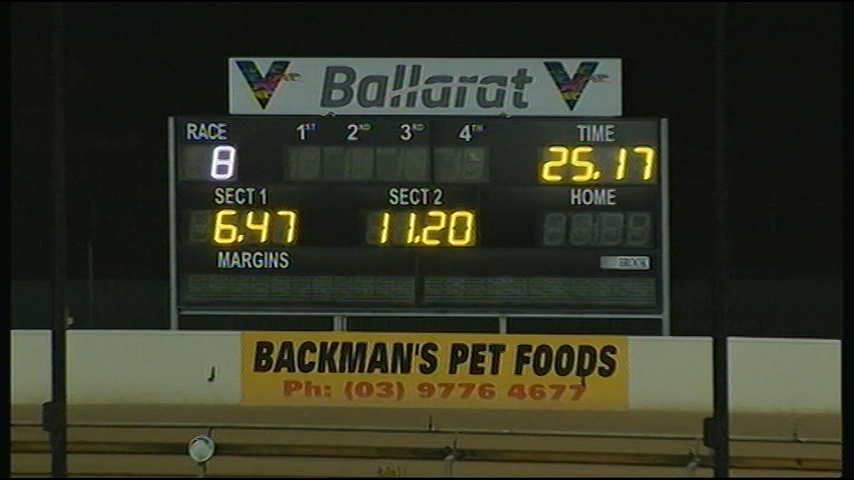 Ballarat
RACE 1ST 2ND 3RD 4TH TIME
8 25.17
SECT 1 SECT 2 HOME
6.47 11.20
MARGINS
BACKMAN'S PET FOODS
Ph: (03) 9776 4677